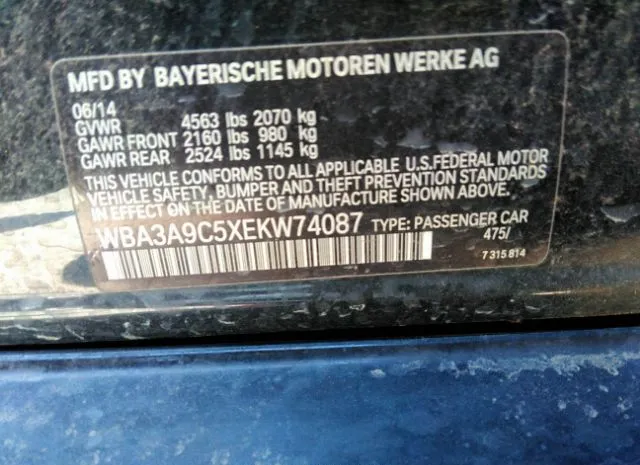 MFD BY BAYERISCHE MOTOREN WERKE AG
06/14
GVWR 4563 lbs 2070 kg
GAWR FRONT 2160 lbs 980 kg
GAWR REAR 2524 lbs 1145 kg
THIS VEHICLE CONFORMS TO ALL APPLICABLE U.S.FEDERAL MOTOR
VEHICLE SAFETY, BUMPER AND THEFT PREVENTION STANDARDS
IN EFFECT ON THE DATE OF MANUFACTURE SHOWN ABOVE.
WBA3A9C5XEKW74087 TYPE: PASSENGER CAR
475/
7 315 814